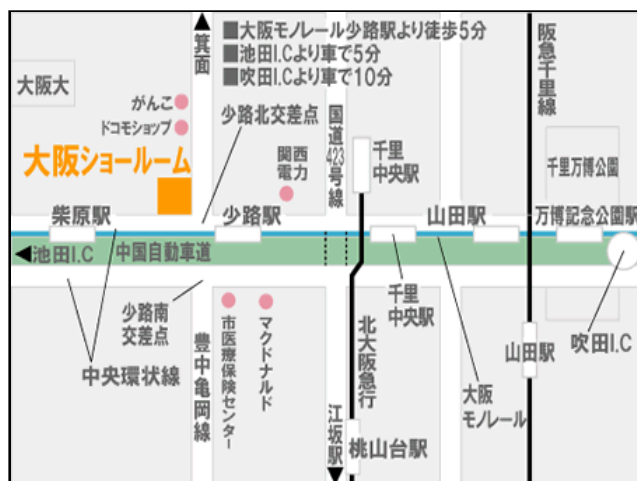 ■大阪モノレール少路駅より徒歩5分
■池田I.Cより車で5分
■吹田I.Cより車で10分
▲箕面
大阪大
がんこ
ドコモショップ
大阪ショールーム
少路北交差点
関西
電力
国道423号線
千里
中央駅
阪急千里線
千里万博公園
柴原駅
少路駅
山田駅
万博記念公園駅
◀池田I.C
中国自動車道
千里
中央駅
少路南
交差点
中央環状線
豊中亀岡線
市医療保険センター
マクドナルド
北大阪急行
江坂駅▼
桃山台駅
大阪
モノレール
山田駅
吹田I.C